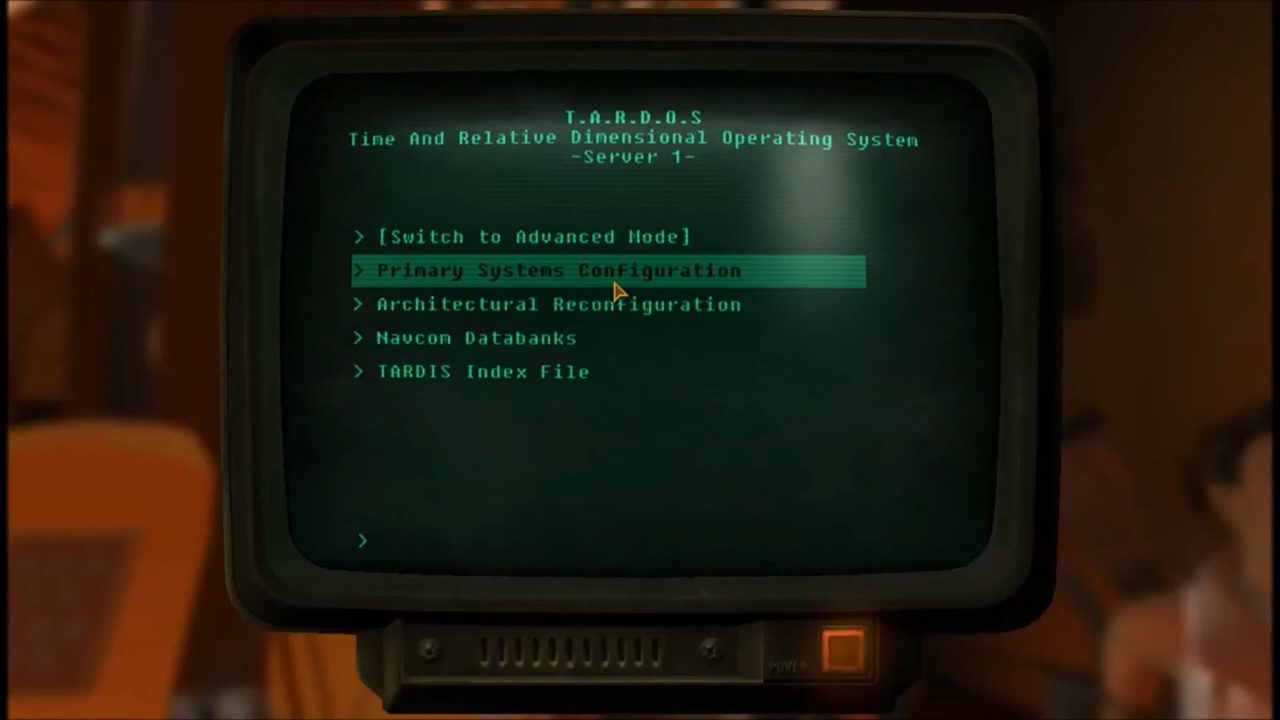 T.A.R.D.O.S
Time And Relative Dimensional Operating System
-Server 1-
> [Switch to Advanced Mode]
> Primary Systems Configuration
> Architectural Reconfiguration
> Navcom Databanks
> TARDIS Index File
>